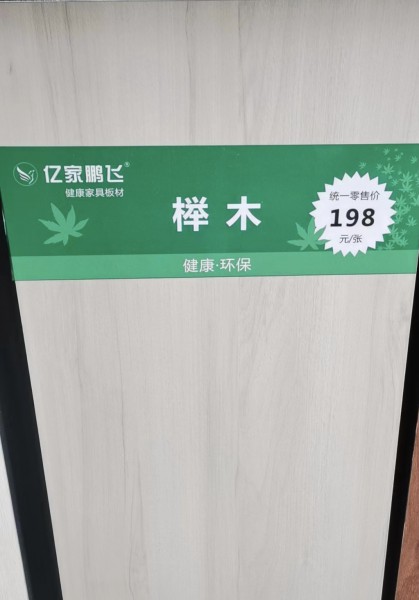 亿家鹏飞®
健康家具板材
榉木
统一零售价
198
元/张
健康·环保